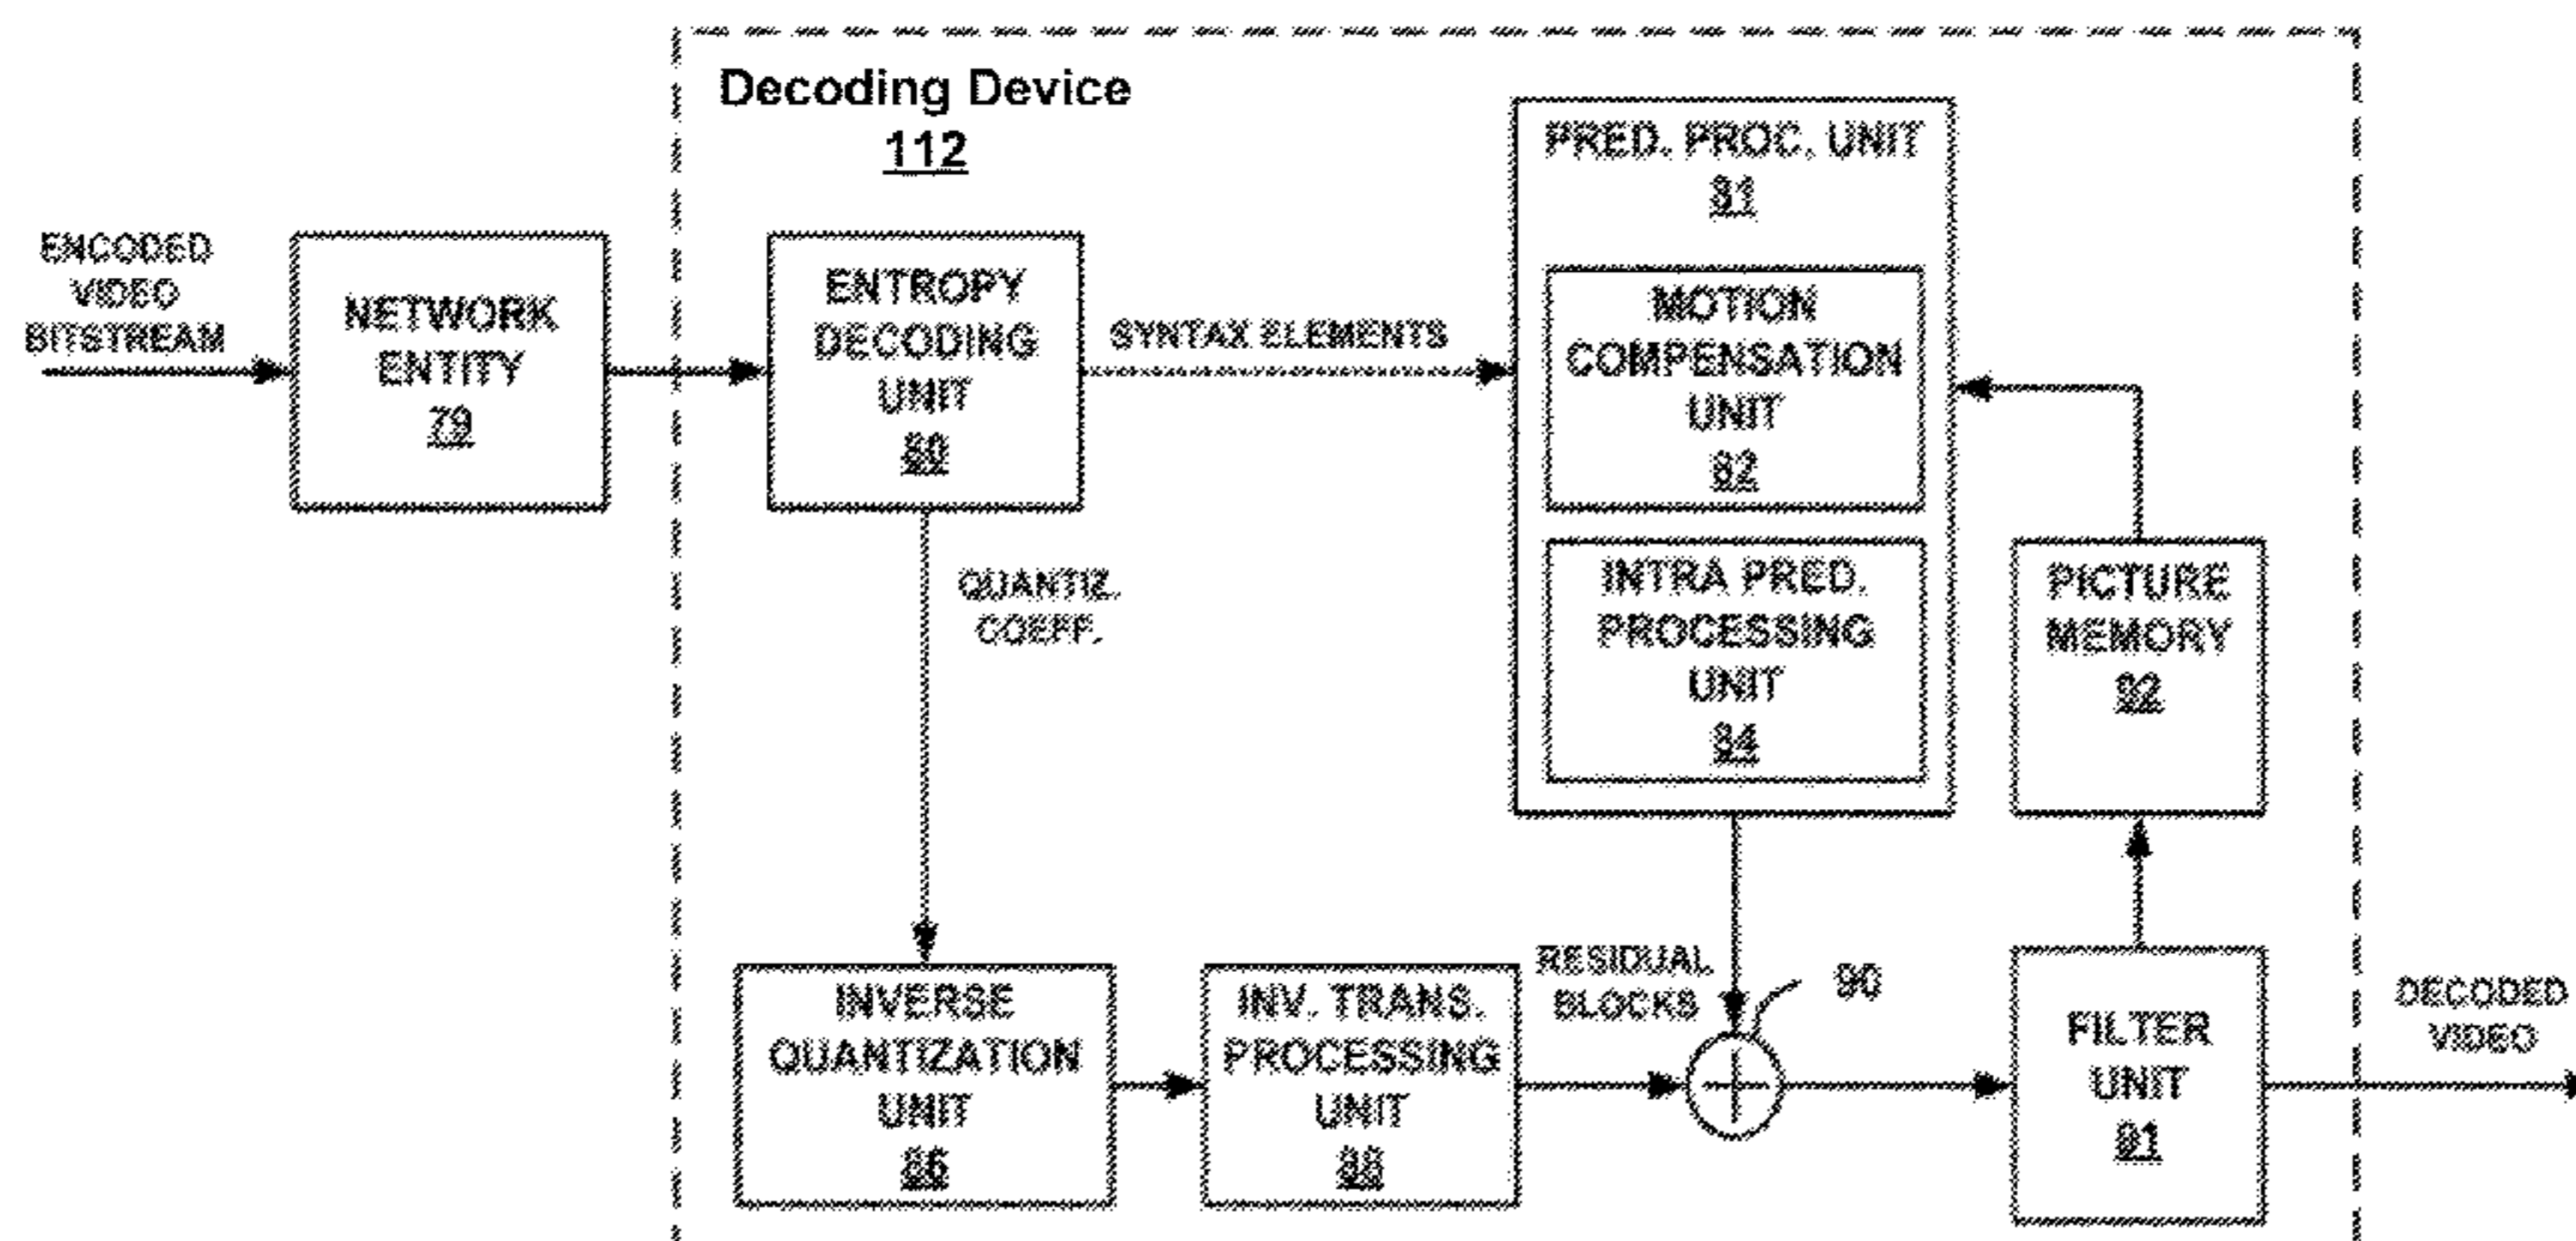 Decoding Device
112
ENCODED
VIDEO
BITSTREAM
NETWORK
ENTITY
79
ENTROPY
DECODING
UNIT
80
SYNTAX ELEMENTS
PRED. PROC. UNIT
81
MOTION
COMPENSATION
UNIT
82
INTRA PRED.
PROCESSING
UNIT
84
PICTURE
MEMORY
92
QUANTIZ.
COEFF.
INVERSE
QUANTIZATION
UNIT
86
INV. TRANS.
PROCESSING
UNIT
88
RESIDUAL
BLOCKS
90
FILTER
UNIT
91
DECODED
VIDEO